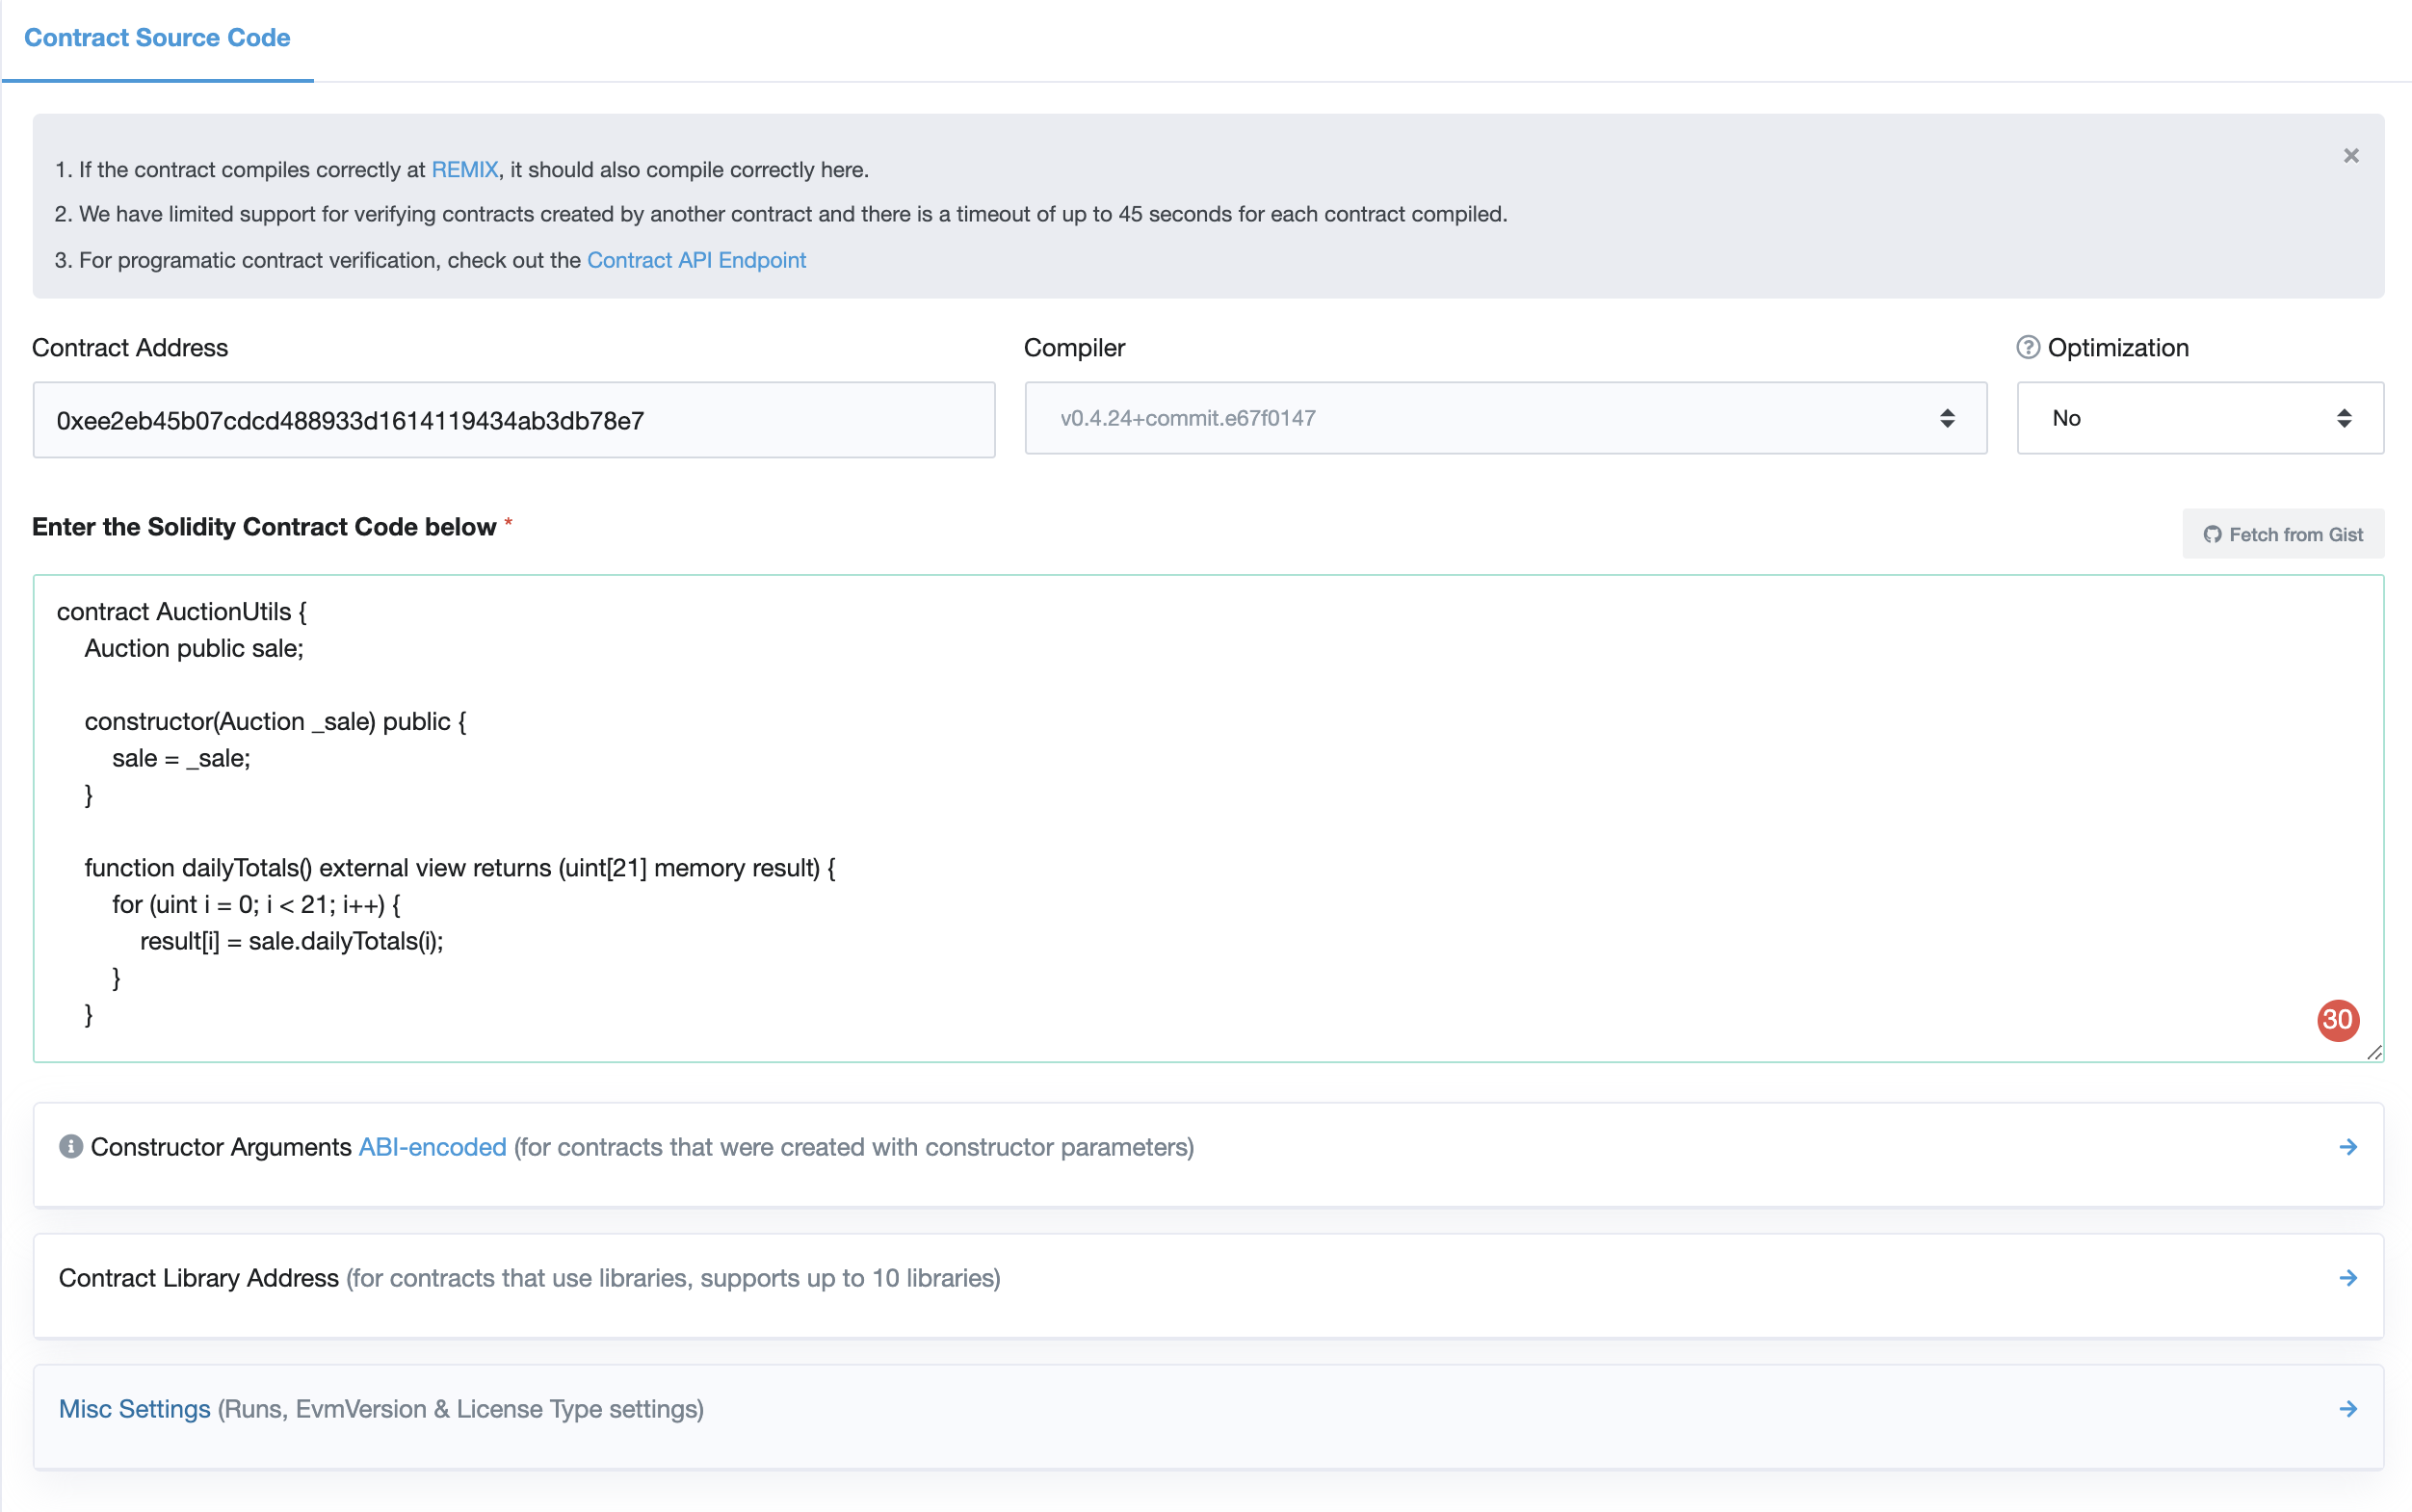 Contract Source Code
1. If the contract compiles correctly at REMIX, it should also compile correctly here.
2. We have limited support for verifying contracts created by another contract and there is a timeout of up to 45 seconds for each contract compiled.
3. For programatic contract verification, check out the Contract API Endpoint
Contract Address
Compiler
Optimization
0xee2eb45b07cdcd488933d1614119434ab3db78e7
v0.4.24+commit.e67f0147
No
Enter the Solidity Contract Code below *
Fetch from Gist
contract AuctionUtils {
Auction public sale;
constructor(Auction _sale) public {
sale = _sale;
}
function dailyTotals() external view returns (uint[21] memory result) {
for (uint i = 0; i < 21; i++) {
result[i] = sale.dailyTotals(i);
}
}
30
Constructor Arguments ABI-encoded (for contracts that were created with constructor parameters)
Contract Library Address (for contracts that use libraries, supports up to 10 libraries)
Misc Settings (Runs, EvmVersion & License Type settings)